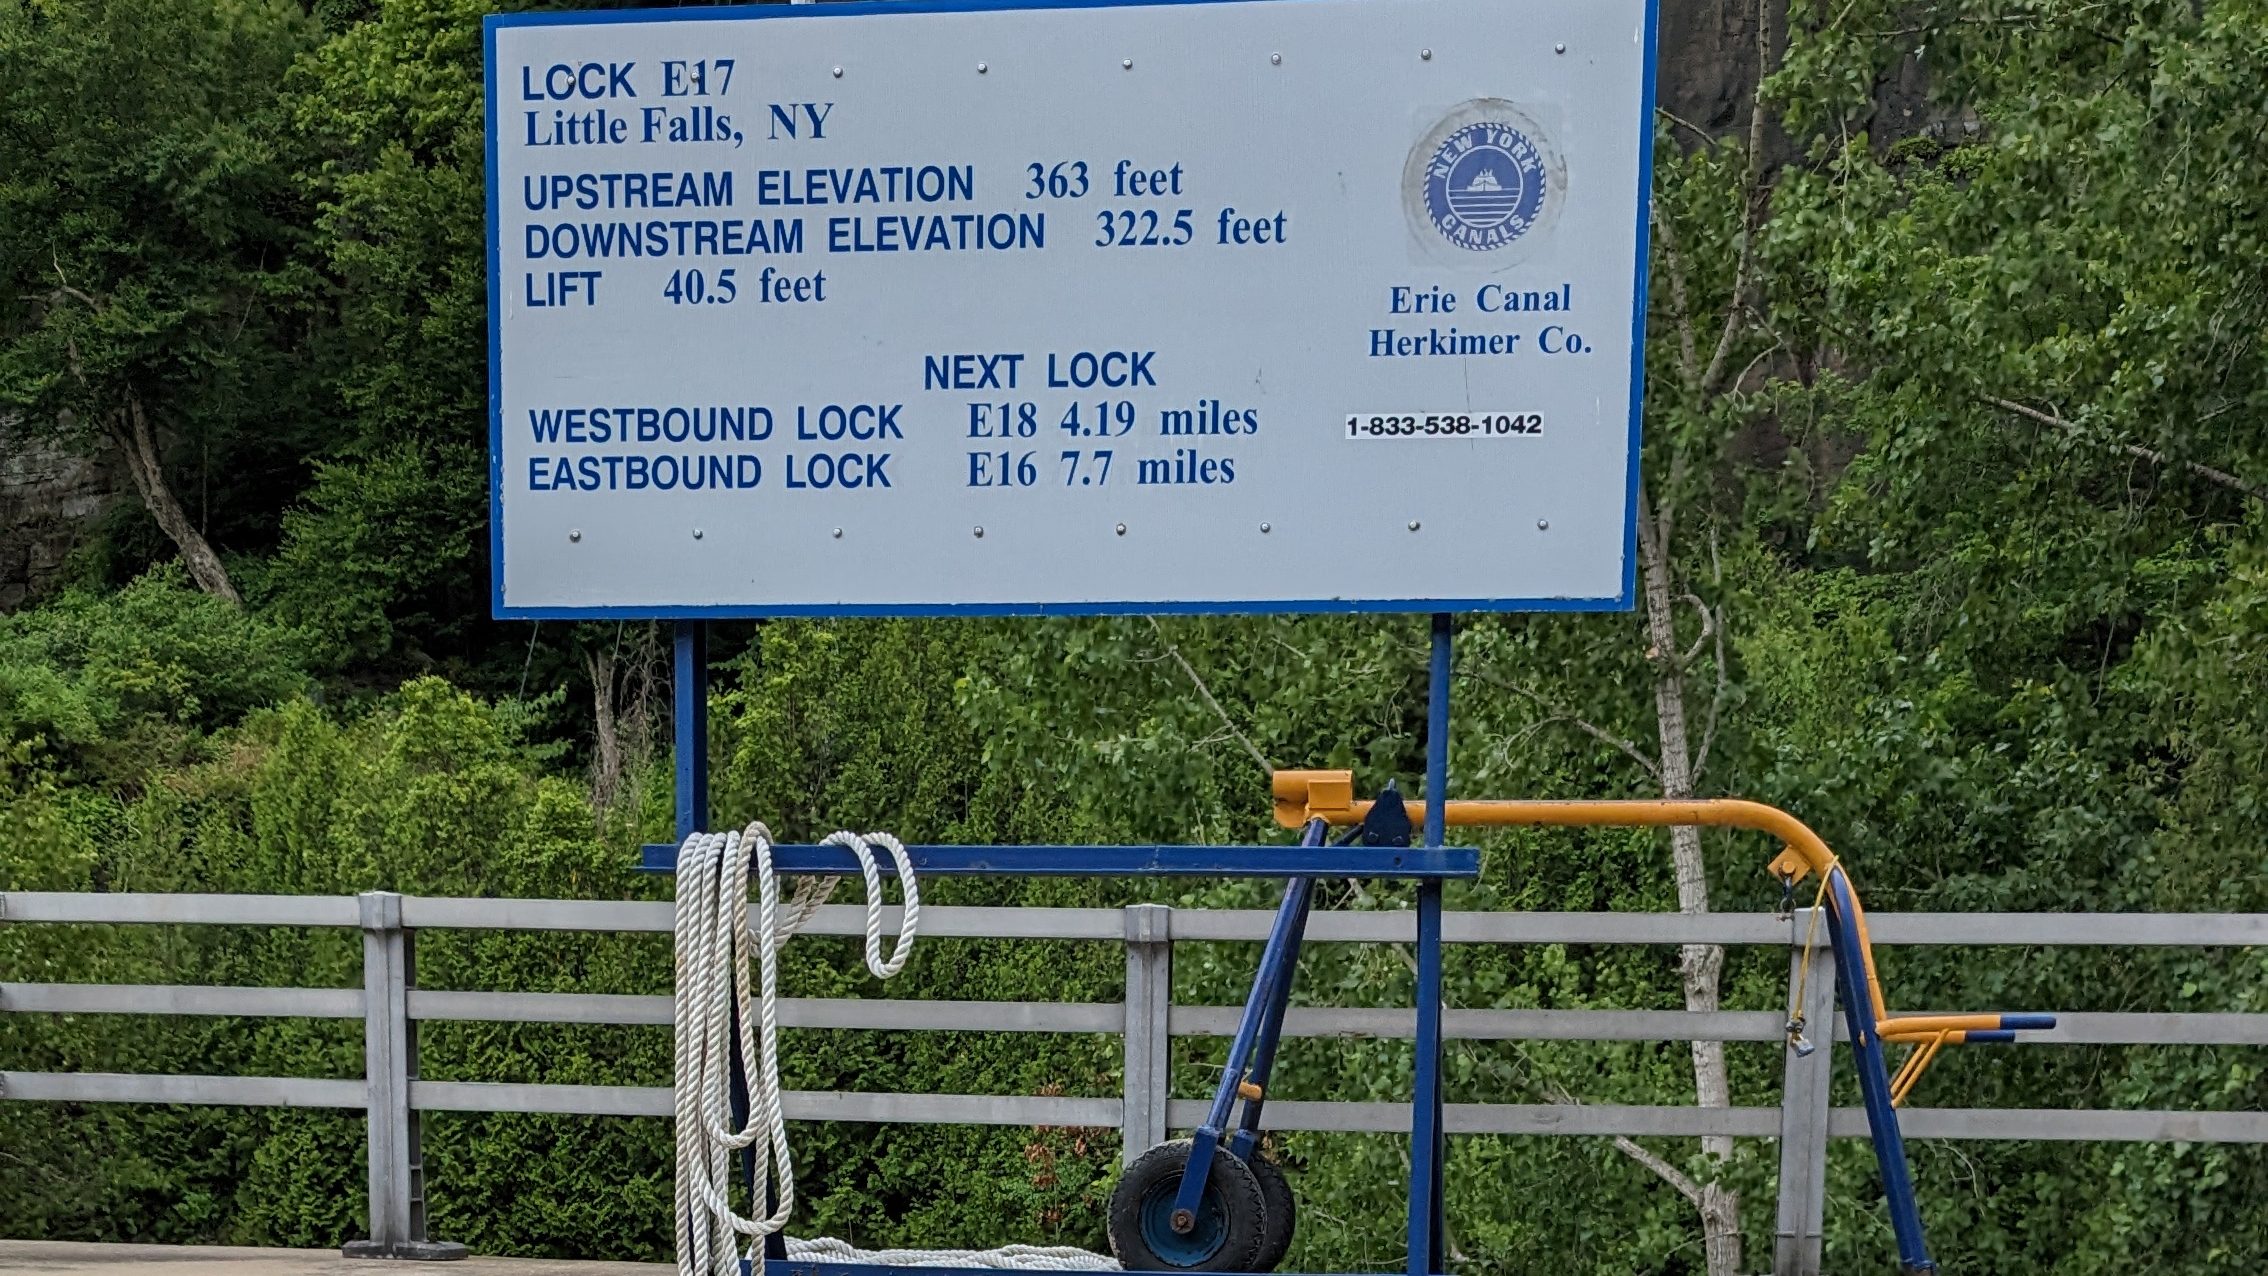 LOCK E17
Little Falls, NY
UPSTREAM ELEVATION 363 feet
DOWNSTREAM ELEVATION 322.5 feet
LIFT 40.5 feet
NEW YORK
CANALS
Erie Canal
Herkimer Co.
NEXT LOCK
WESTBOUND LOCK E18 4.19 miles
EASTBOUND LOCK E16 7.7 miles
1-833-538-1042